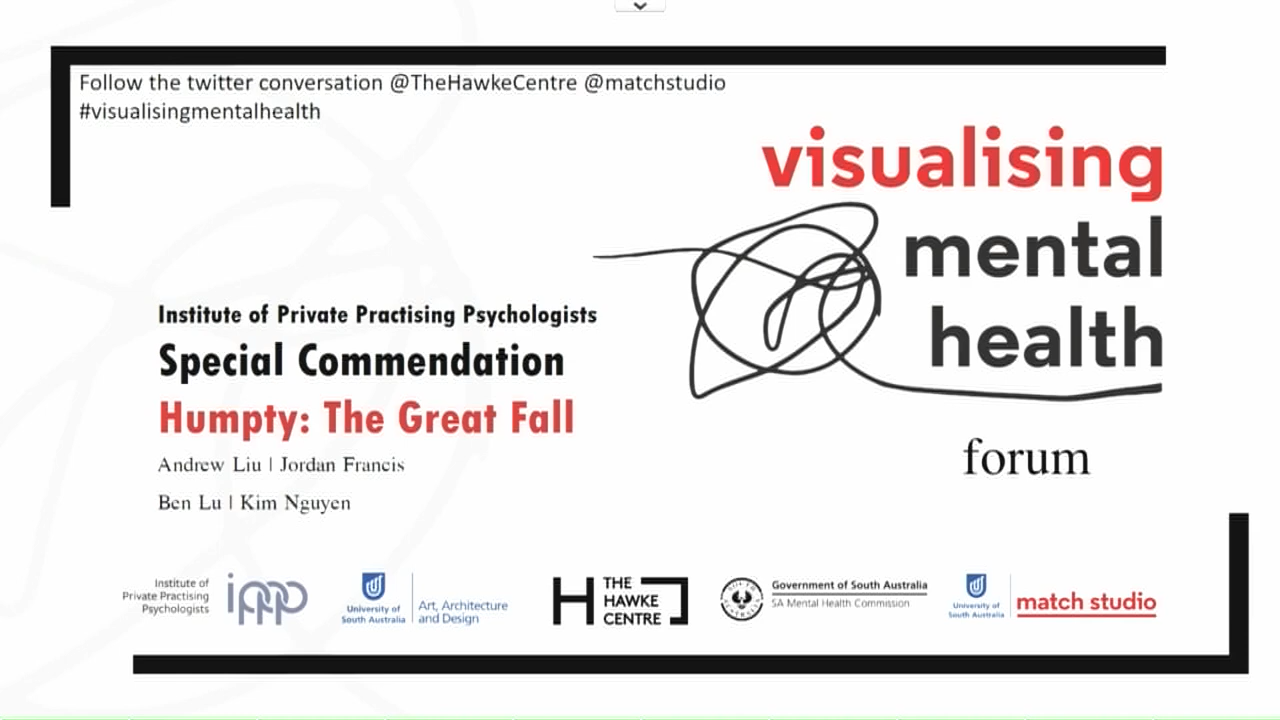 Follow the twitter conversation @TheHawkeCentre @matchstudio
#visualisingmentalhealth
visualising
mental
health
forum
Institute of Private Practising Psychologists
Special Commendation
Humpty: The Great Fall
Andrew Liu | Jordan Francis
Ben Lu | Kim Nguyen
Institute of
Private Practising
Psychologists
ippp
University of
South Australia
Art, Architecture
and Design
THE
HAWKE
CENTRE
Government of South Australia
SA Mental Health Commission
University of
South Australia
match studio